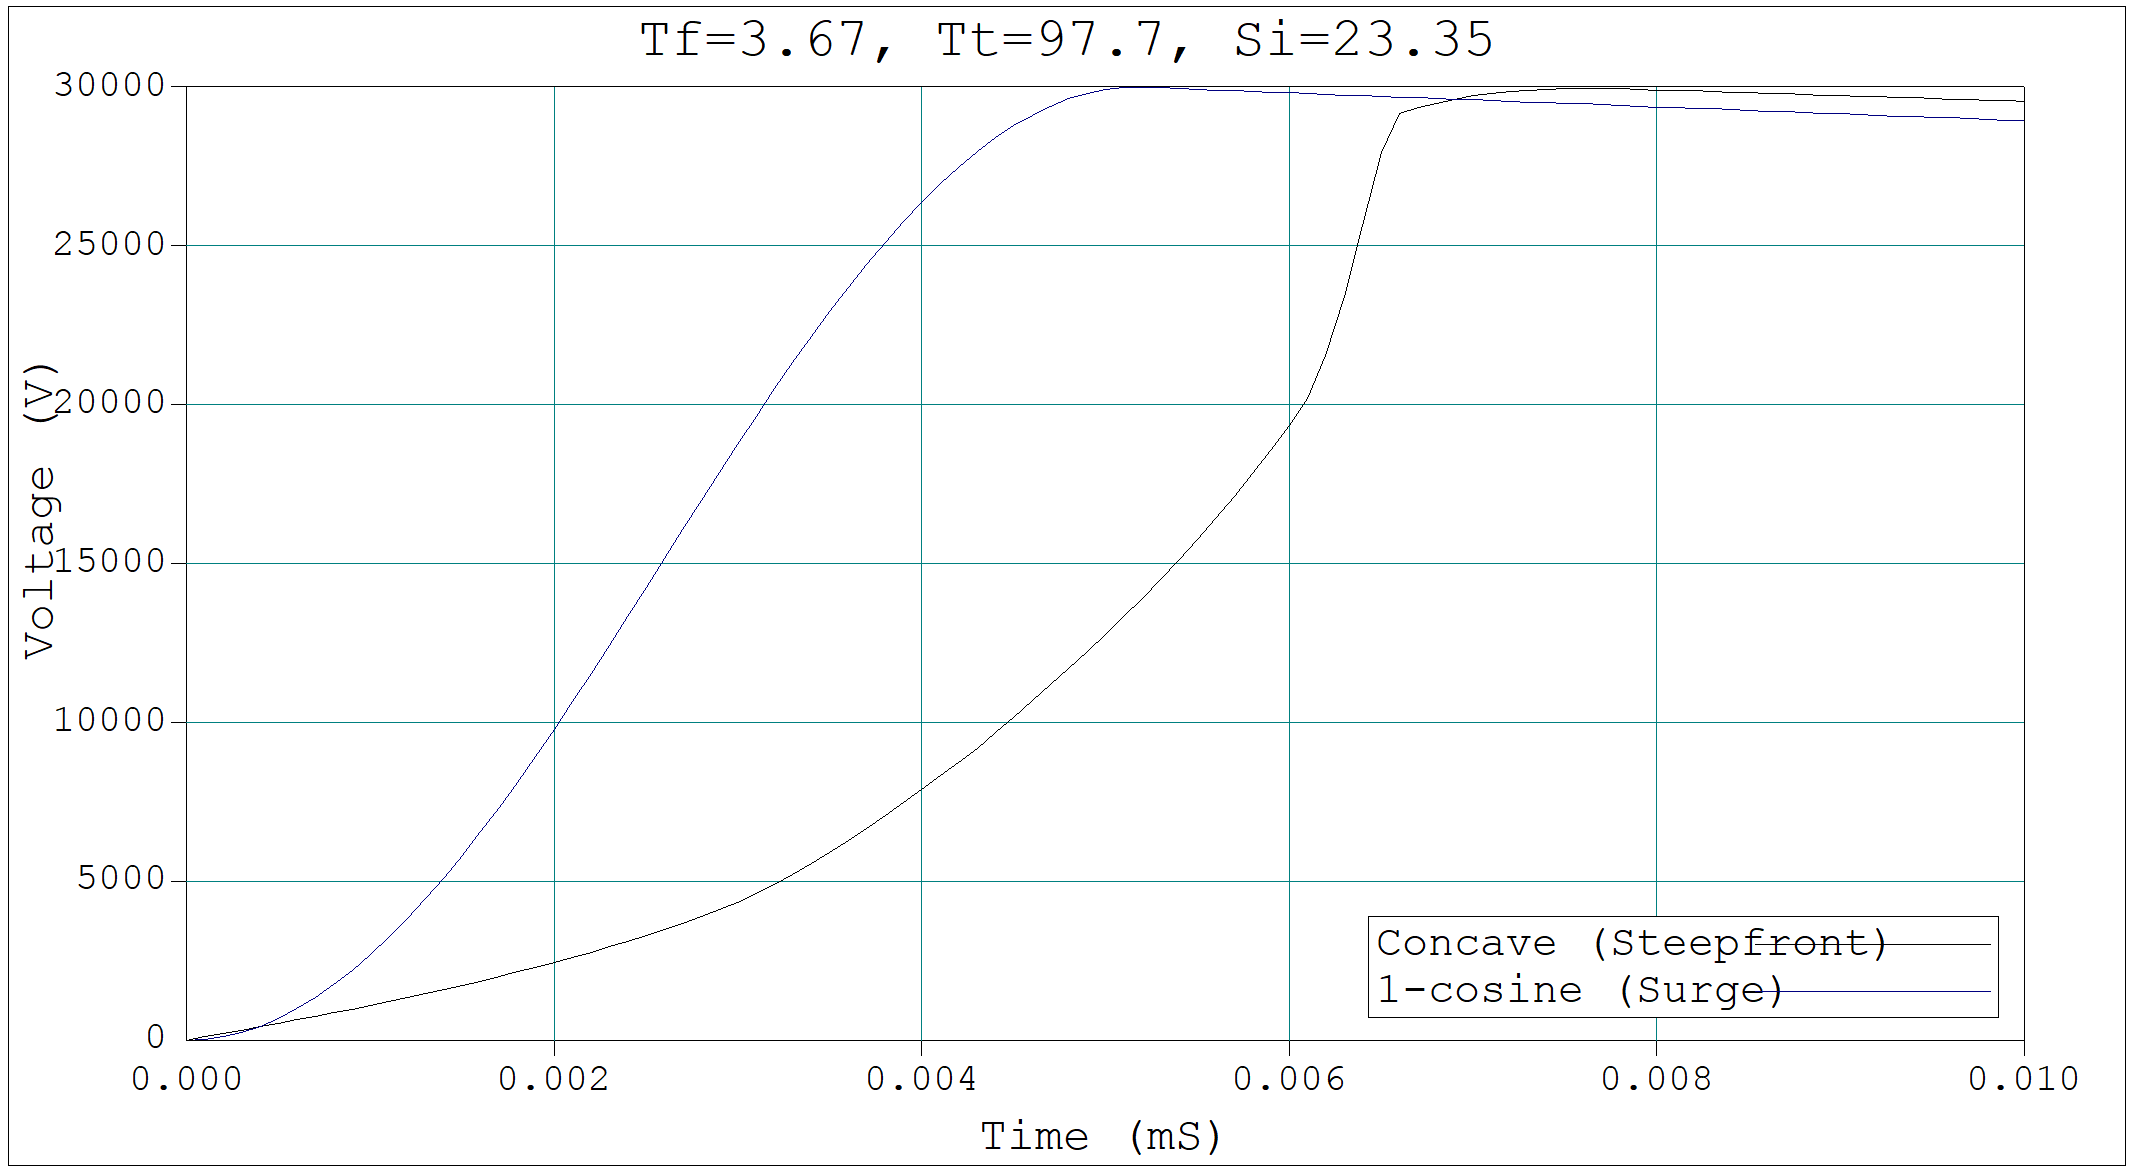 Tf=3.67, Tt=97.7, Si=23.35
30000
25000
20000
15000
10000
5000
0
Voltage (V)
0.000 0.002 0.004 0.006 0.008 0.010
Time (mS)
Concave (Steepfront)
1-cosine (Surge)